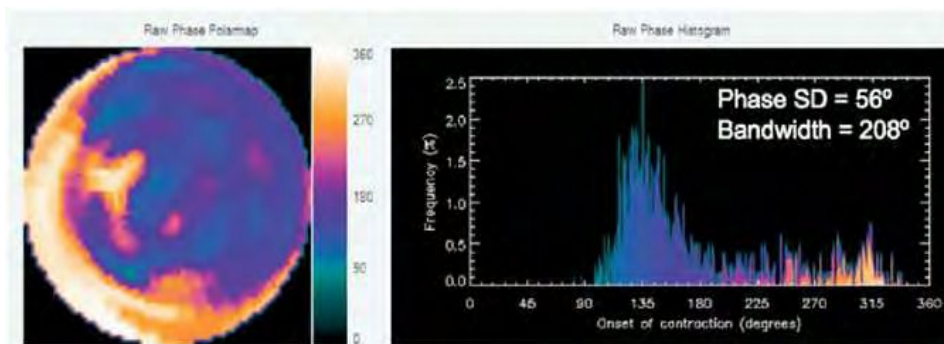 Raw Phase Polarmap
360
270
180
90
0
Raw Phase Histogram
Phase SD = 56º
Bandwidth = 208º
Frequency (%)
2.5
2.0
1.5
1.0
0.5
0.0
0 45 90 135 180 225 270 315 360
Onset of contraction (degrees)